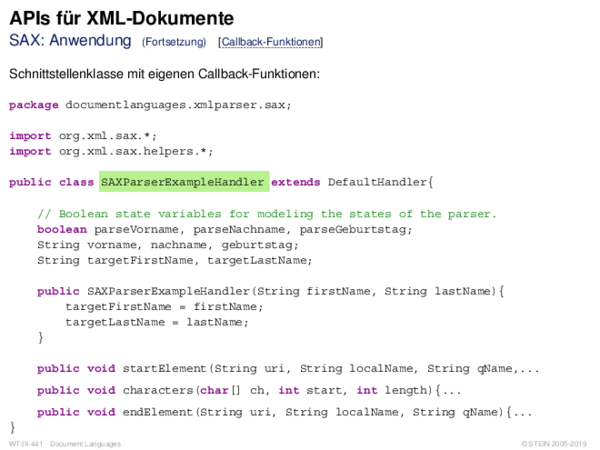 APIs für XML-Dokumente
SAX: Anwendung (Fortsetzung) [Callback-Funktionen]
Schnittstellenklasse mit eigenen Callback-Funktionen:
package documentlanguages.xmlparser.sax;
import org.xml.sax.*;
import org.xml.sax.helpers.*;
public class SAXParserExampleHandler extends DefaultHandler{
// Boolean state variables for modeling the states of the parser.
boolean parseVorname, parseNachname, parseGeburtstag;
String vorname, nachname, geburtstag;
String targetFirstName, targetLastName;
public SAXParserExampleHandler(String firstName, String lastName){
targetFirstName = firstName;
targetLastName = lastName;
}
public void startElement(String uri, String localName, String qName,...
public void characters(char[] ch, int start, int length){...
public void endElement(String uri, String localName, String qName){...
}
WT:III-441 Document Languages © STEIN 2005-2019